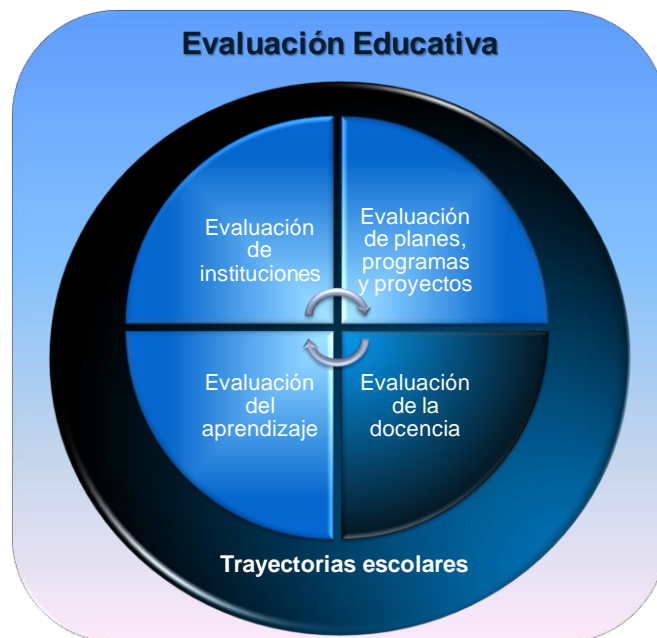 Evaluación Educativa
Evaluación
de
instituciones
Evaluación
de planes,
programas
y proyectos
Evaluación
del
aprendizaje
Evaluación
de la
docencia
Trayectorias escolares